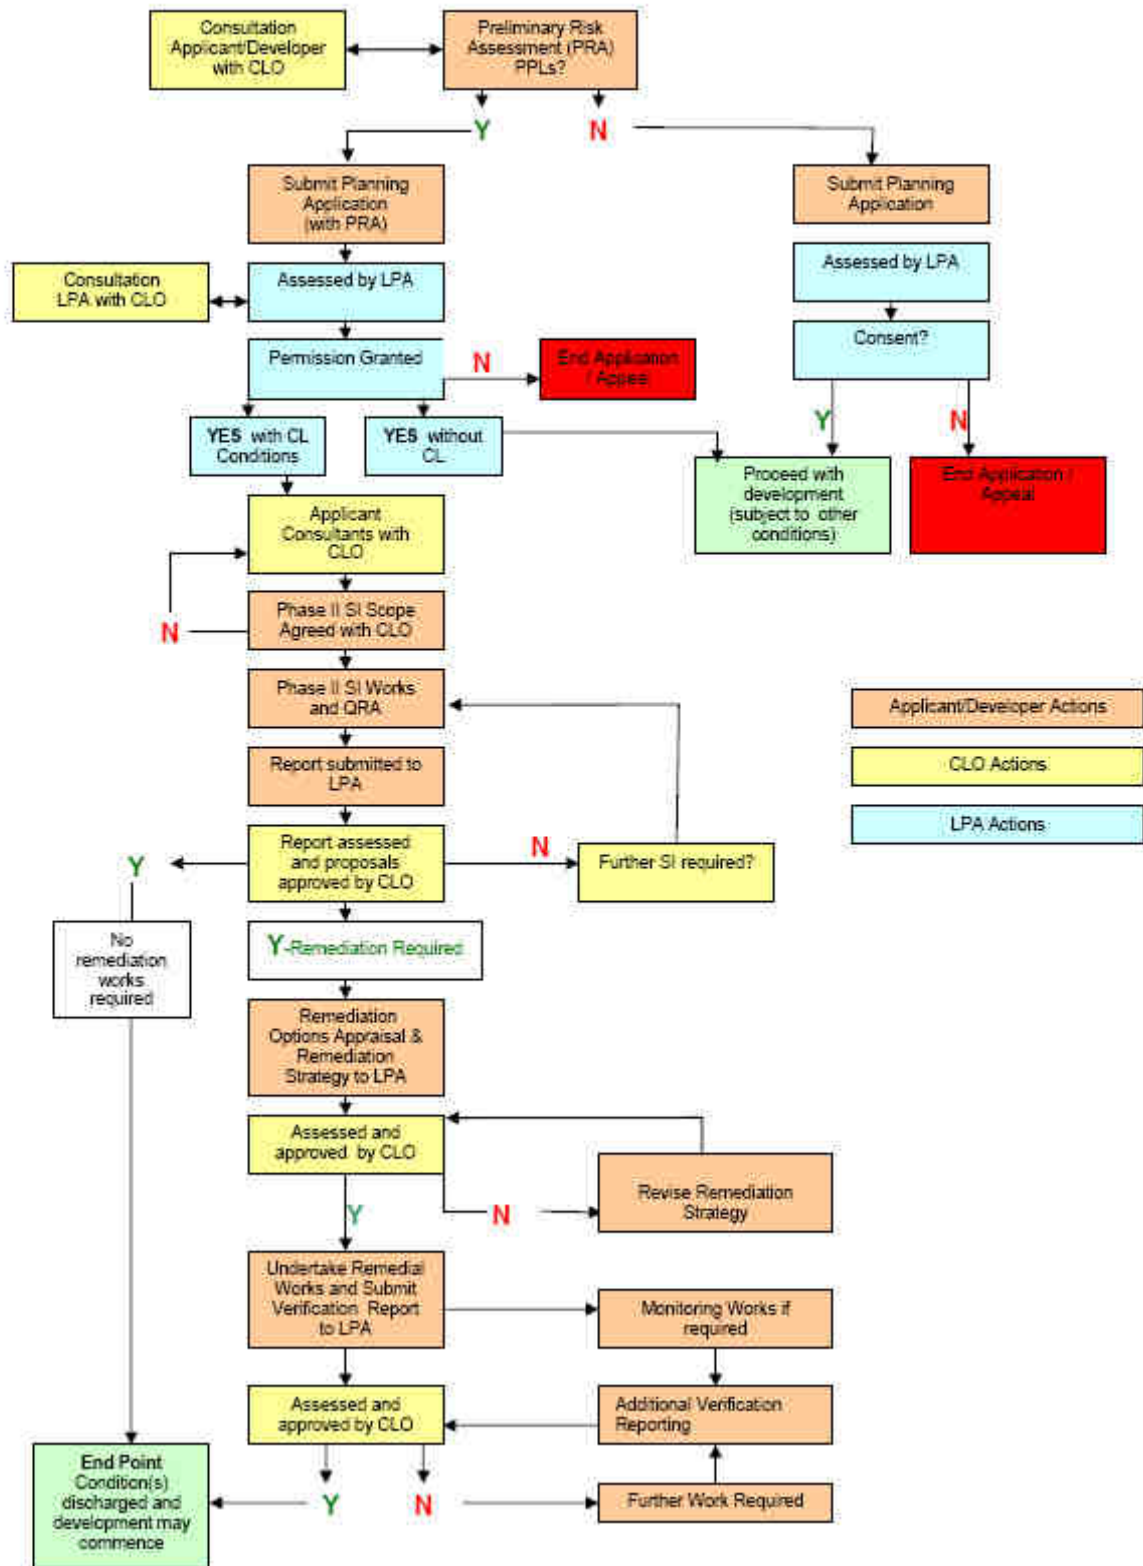 Consultation
Applicant/Developer
with CLO
Preliminary Risk
Assessment (PRA)
PPLs?
Y
N
Submit Planning
Application
(with PRA)
Submit Planning
Application
Consultation
LPA with CLO
Assessed by LPA
Assessed by LPA
Permission Granted
N
End Application
/ Appeal
Consent?
YES with CL
Conditions
YES without
CL
Y
N
Proceed with
development
(subject to other
conditions)
End Application /
Appeal
Applicant
Consultants with
CLO
N
Phase II SI Scope
Agreed with CLO
Phase II SI Works
and QRA
Applicant/Developer Actions
CLO Actions
LPA Actions
Report submitted to
LPA
Y
Report assessed
and proposals
approved by CLO
N
Further SI required?
No
remediation
works
required
Y-Remediation Required
Remediation
Options Appraisal &
Remediation
Strategy to LPA
Assessed and
approved by CLO
Y
N
Revise Remediation
Strategy
Undertake Remedial
Works and Submit
Verification Report
to LPA
Monitoring Works if
required
Assessed and
approved by CLO
Additional Verification
Reporting
End Point
Condition(s)
discharged and
development may
commence
Y
N
Further Work Required